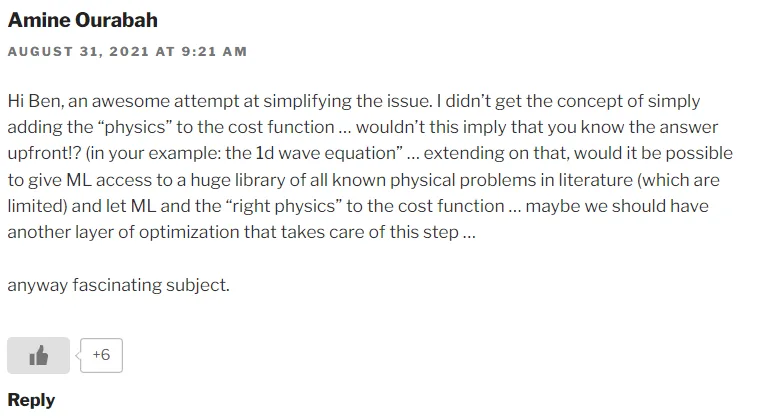 Amine Ourabah
AUGUST 31, 2021 AT 9:21 AM
Hi Ben, an awesome attempt at simplifying the issue. I didn’t get the concept of simply
adding the “physics” to the cost function … wouldn’t this imply that you know the answer
upfront!? (in your example: the 1d wave equation” … extending on that, would it be possible
to give ML access to a huge library of all known physical problems in literature (which are
limited) and let ML and the “right physics” to the cost function … maybe we should have
another layer of optimization that takes care of this step …
anyway fascinating subject.
+6
Reply